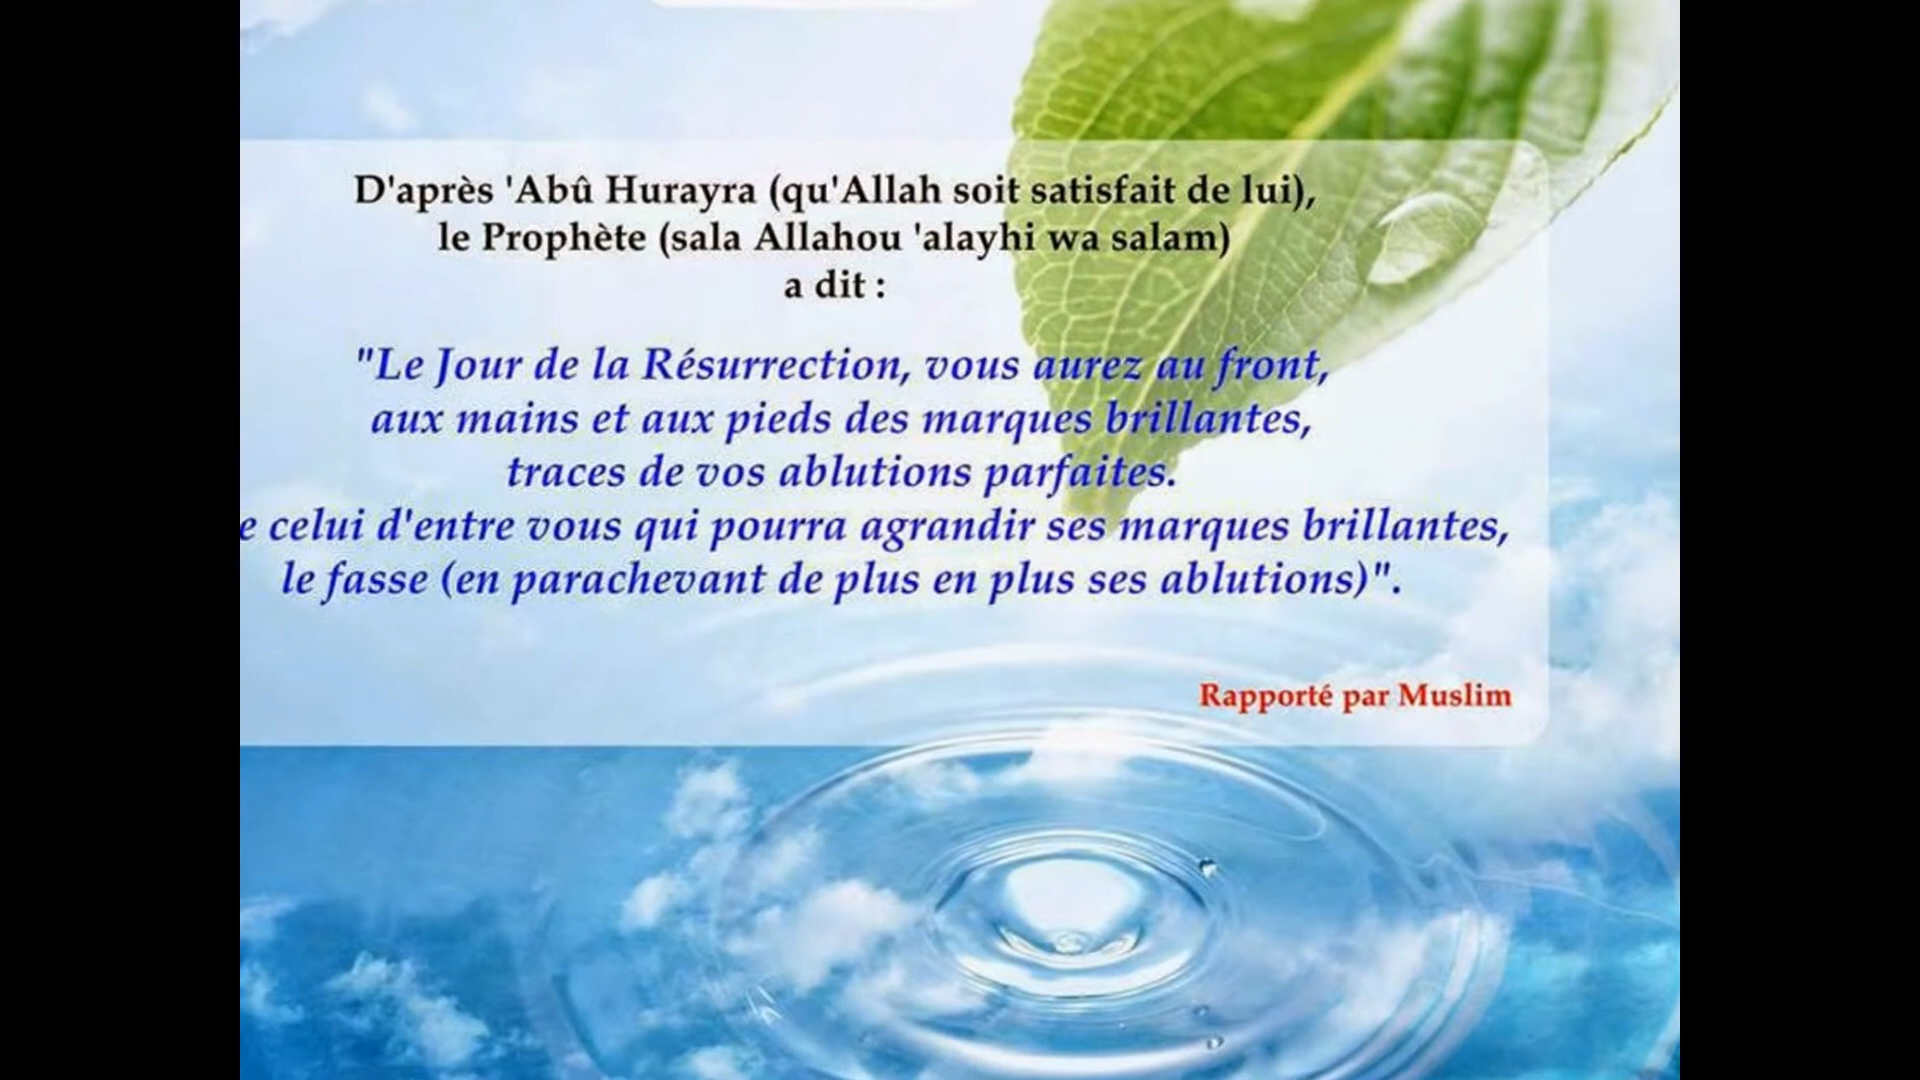 D'après 'Abû Hurayra (qu'Allah soit satisfait de lui),
le Prophète (sala Allahou 'alayhi wa salam)
a dit :
"Le Jour de la Résurrection, vous aurez au front,
aux mains et aux pieds des marques brillantes,
traces de vos ablutions parfaites.
e celui d'entre vous qui pourra agrandir ses marques brillantes,
le fasse (en parachevant de plus en plus ses ablutions)".
Rapporté par Muslim